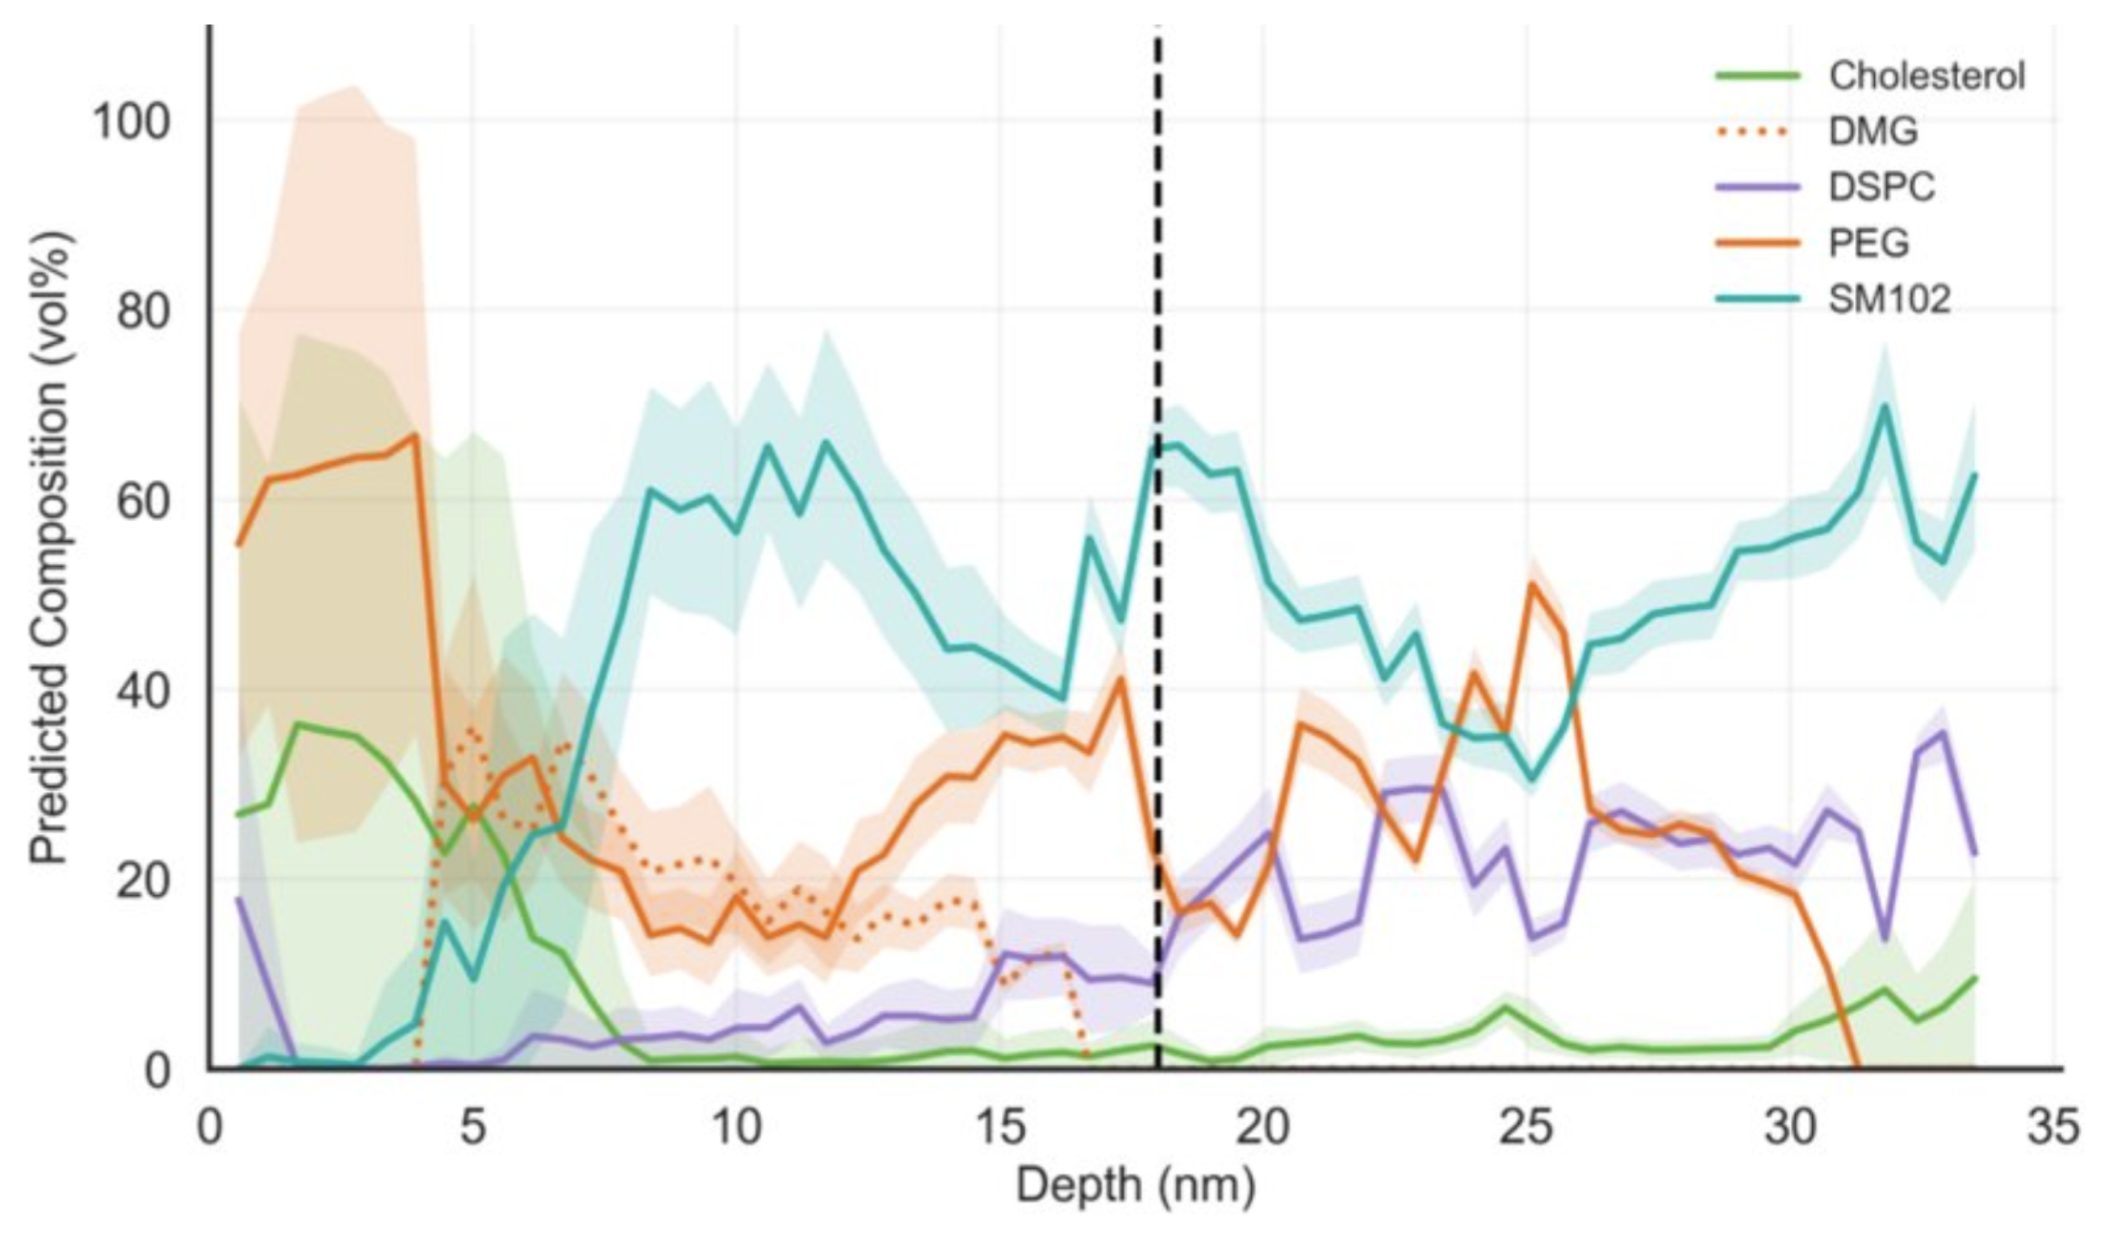 100
80
60
40
20
0
Predicted Composition (vol%)
Cholesterol
DMG
DSPC
PEG
SM102
0 5 10 15 20 25 30 35
Depth (nm)